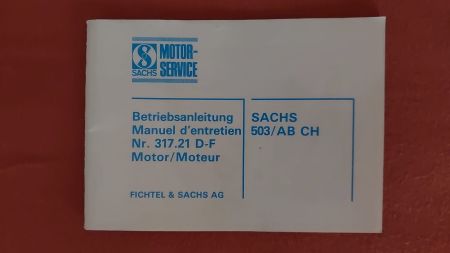 SACHS
MOTOR-
SERVICE
Betriebsanleitung
Manuel d'entretien
Nr. 317.21 D-F
Motor/Moteur
SACHS
503/AB CH
FICHTEL & SACHS AG